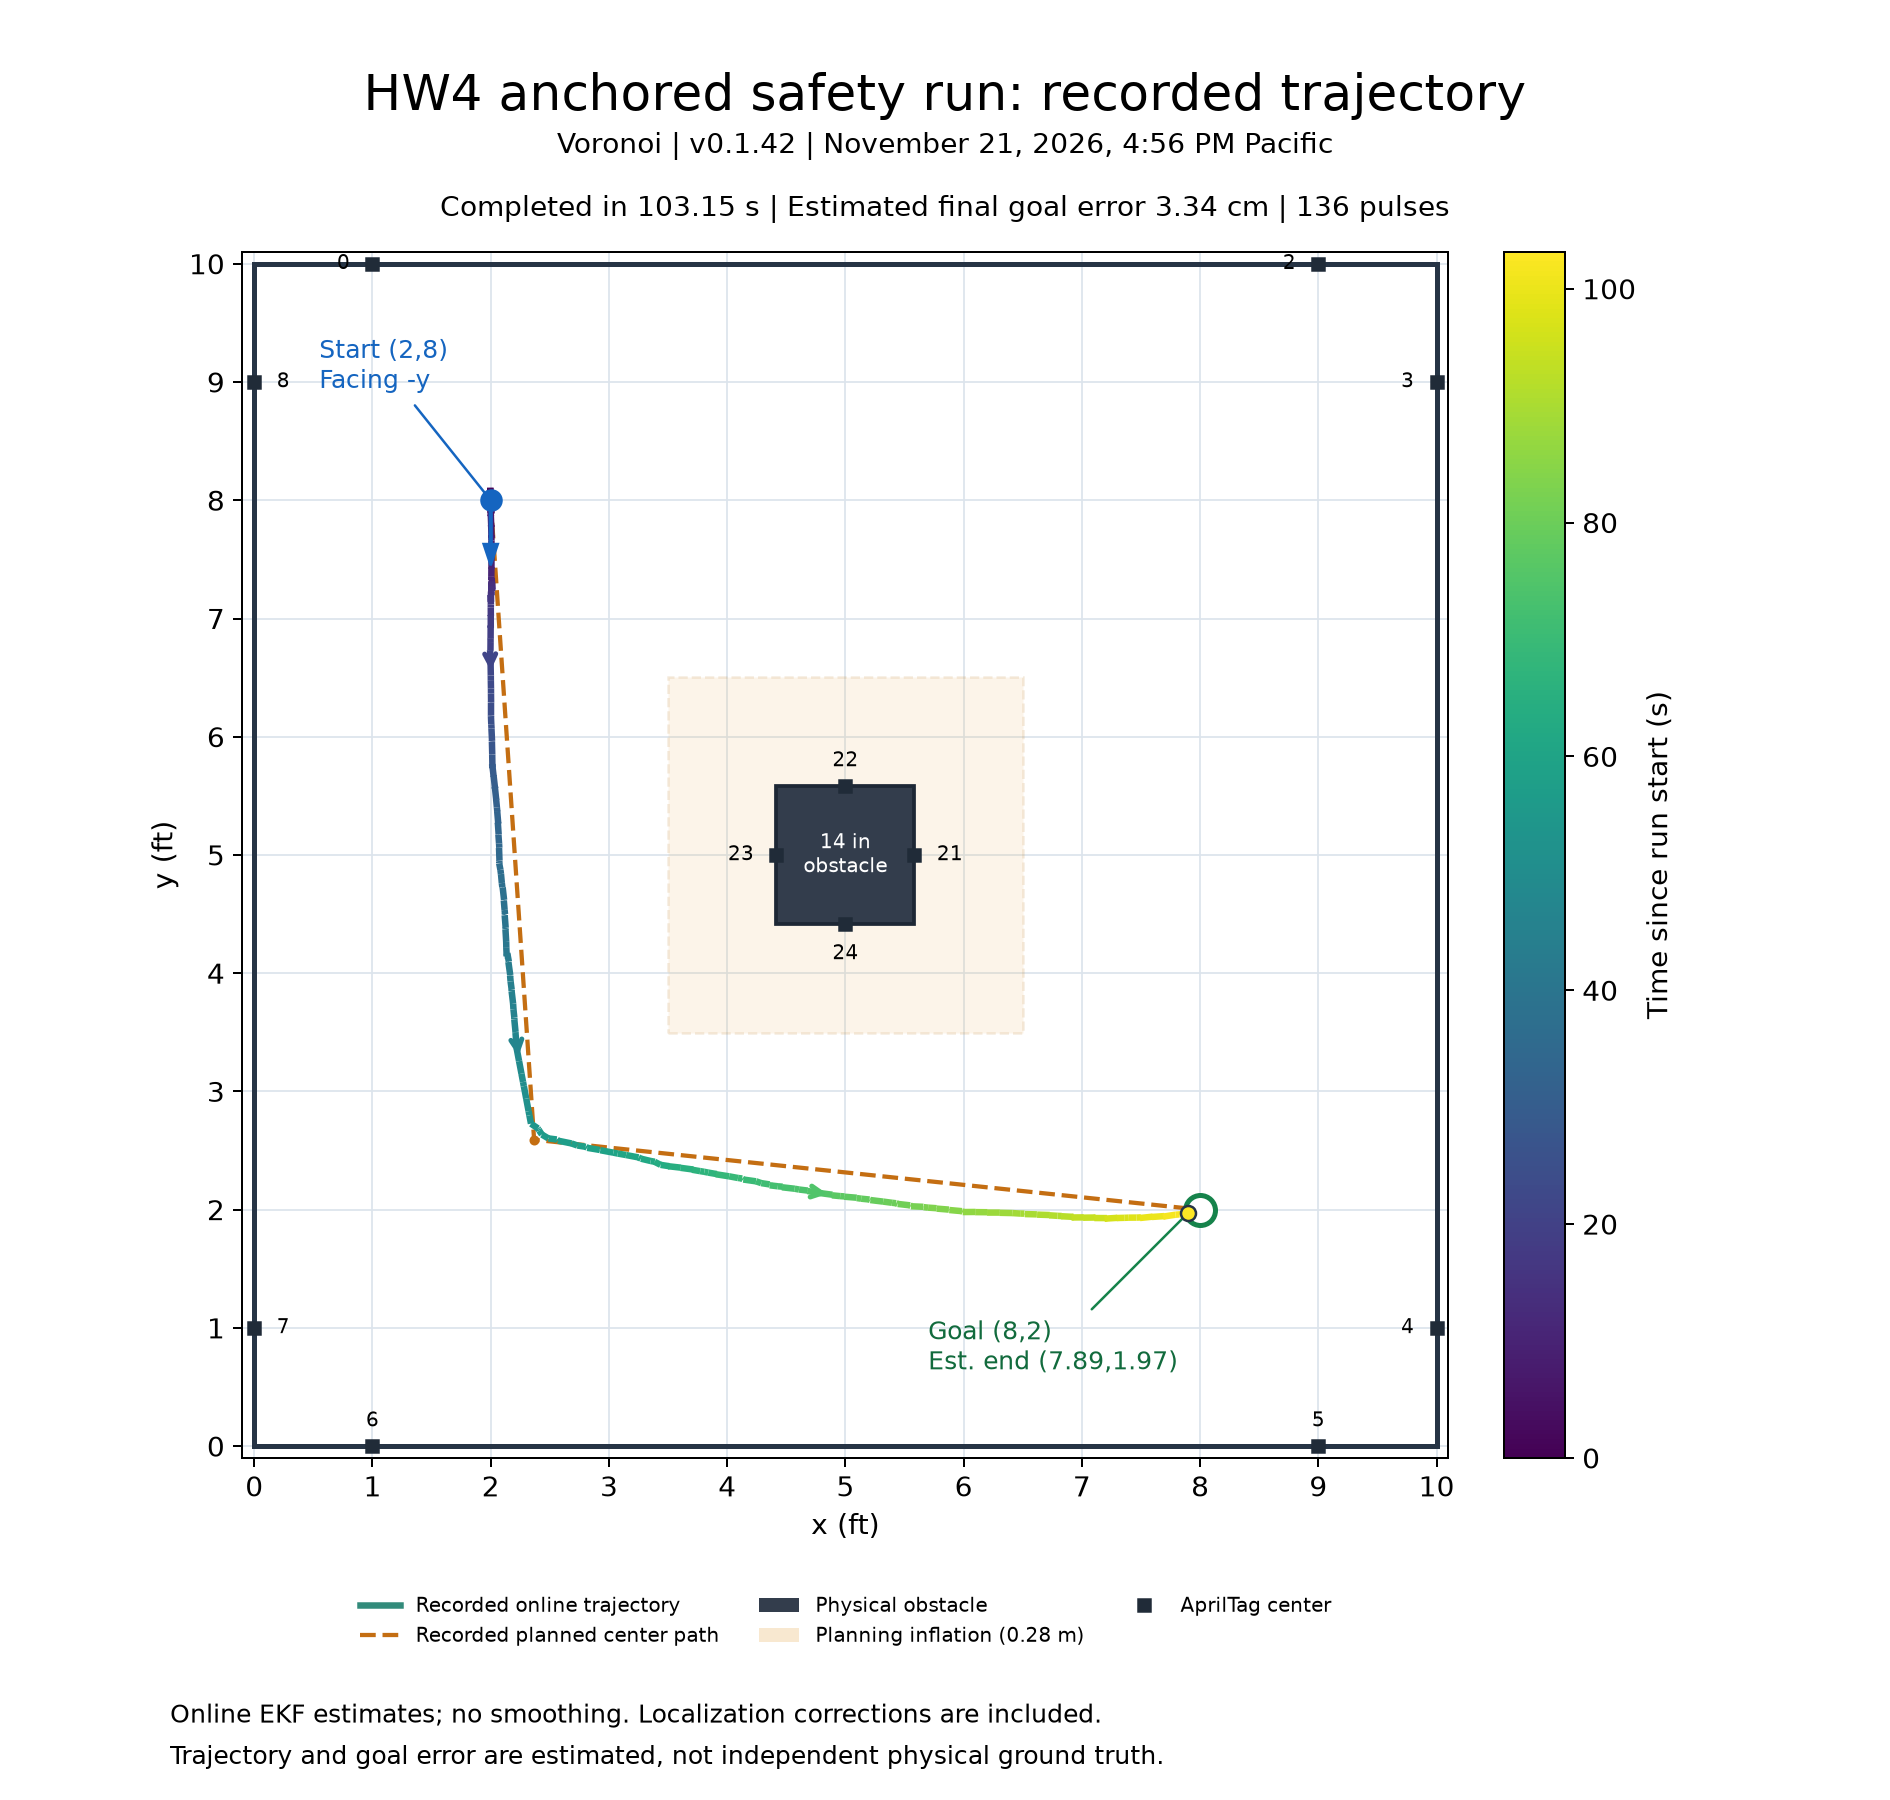 HW4 anchored safety run: recorded trajectory
Voronoi | v0.1.42 | November 21, 2026, 4:56 PM Pacific
Completed in 103.15 s | Estimated final goal error 3.34 cm | 136 pulses
10
9
8
7
6
5
4
3
2
1
0
y (ft)
0
2
8
3
Start (2,8)
Facing -y
22
23
14 in
obstacle
21
24
7
4
Goal (8,2)
Est. end (7.89,1.97)
6
5
0 1 2 3 4 5 6 7 8 9 10
x (ft)
100
80
60
40
20
0
Time since run start (s)
Recorded online trajectory
Recorded planned center path
Physical obstacle
Planning inflation (0.28 m)
AprilTag center
Online EKF estimates; no smoothing. Localization corrections are included.
Trajectory and goal error are estimated, not independent physical ground truth.